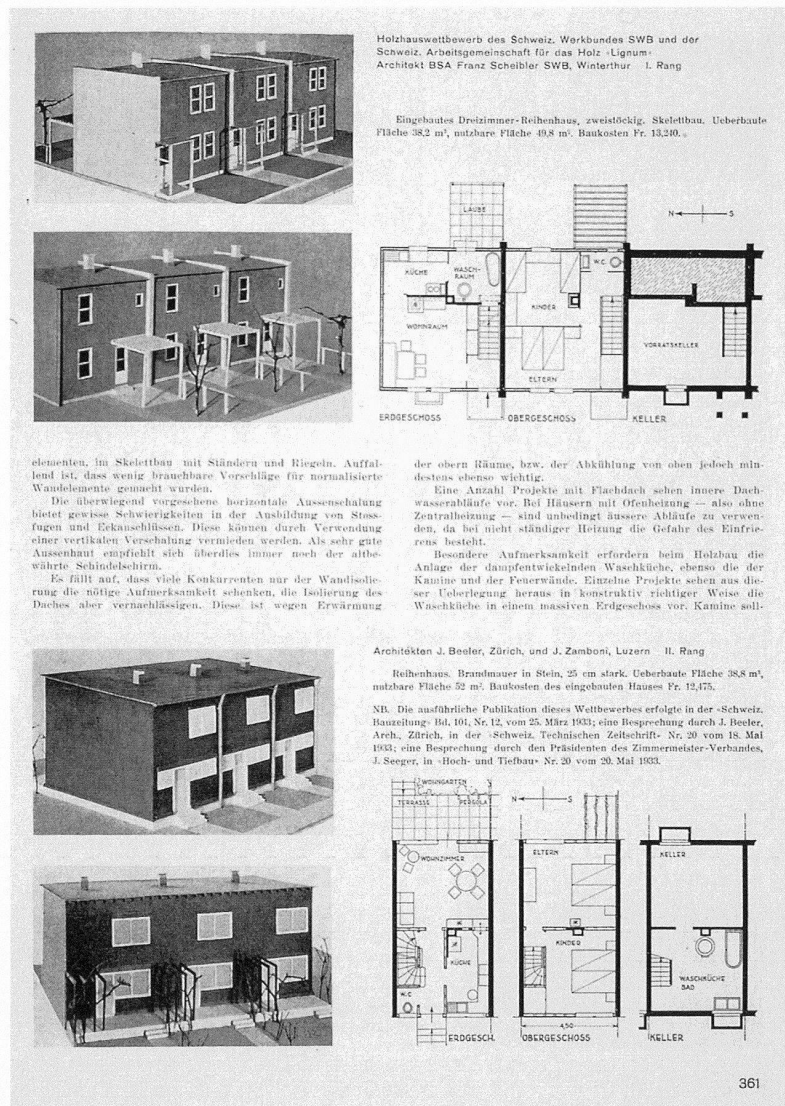 Holzhauswettbewerb des Schweiz. Werkbundes SWB und der
Schweiz. Arbeitsgemeinschaft für das Holz «Lignum»
Architekt BSA Franz Scheibler SWB, Winterthur I. Rang
Eingebautes Dreizimmer-Reihenhaus, zweistöckig. Skelettbau. Ueberbaute
Fläche 38,2 m², nutzbare Fläche 49,8 m². Baukosten Fr. 13,240.
LAUBE
N S
KÜCHE
WASCH-
RAUM
W.C.
KINDER
WOHNRAUM
VORRATSKELLER
ELTERN
ERDGESCHOSS
OBERGESCHOSS
KELLER
elementen, im Skelettbau mit Ständern und Riegeln. Auffal-
lend ist, dass wenig brauchbare Vorschläge für normalisierte
Wandelemente gemacht wurden.
Die überwiegend vorgesehene horizontale Aussenschalung
bietet gewisse Schwierigkeiten in der Ausbildung von Stoss-
fugen und Eckanschlüssen. Diese können durch Verwendung
einer vertikalen Verschalung vermieden werden. Als sehr gute
Aussenhaut empfiehlt sich überdies immer noch der altbe-
währte Schindelschirm.
Es fällt auf, dass viele Konkurrenten nur der Wandisolie-
rung die nötige Aufmerksamkeit schenken, die Isolierung des
Daches aber vernachlässigen. Diese ist wegen Erwärmung
der obern Räume, bzw. der Abkühlung von oben jedoch min-
destens ebenso wichtig.
Eine Anzahl Projekte mit Flachdach sehen innere Dach-
wasserabläufe vor. Bei Häusern mit Ofenheizung — also ohne
Zentralheizung — sind unbedingt äussere Abläufe zu verwen-
den, da bei nicht ständiger Heizung die Gefahr des Einfrie-
rens besteht.
Besondere Aufmerksamkeit erfordern beim Holzbau die
Anlage der dampfentwickelnden Waschküche, ebenso die der
Kamine und der Feuerwände. Einzelne Projekte sehen aus die-
ser Ueberlegung heraus in konstruktiv richtiger Weise die
Waschküche in einem massiven Erdgeschoss vor. Kamine soll-
Architekten J. Beeler, Zürich, und J. Zamboni, Luzern II. Rang
Reihenhaus. Brandmauer in Stein, 25 cm stark. Ueberbaute Fläche 38,8 m²,
nutzbare Fläche 52 m². Baukosten des eingebauten Hauses Fr. 12,475.
NB. Die ausführliche Publikation dieses Wettbewerbes erfolgte in der «Schweiz.
Bauzeitung» Bd. 101, Nr. 12, vom 25. März 1933; eine Besprechung durch J. Beeler,
Arch., Zürich, in der «Schweiz. Technischen Zeitschrift» Nr. 20 vom 18. Mai
1933; eine Besprechung durch den Präsidenten des Zimmermeister-Verbandes,
J. Seeger, in «Hoch- und Tiefbau» Nr. 20 vom 20. Mai 1933.
WOHNGARTEN
TERRASSE PERGOLA
N S
WOHNZIMMER
ELTERN
KELLER
KINDER
KÜCHE
WASCHKÜCHE
BAD
W.C
4,50
ERDGESCH.
OBERGESCHOSS
KELLER
361